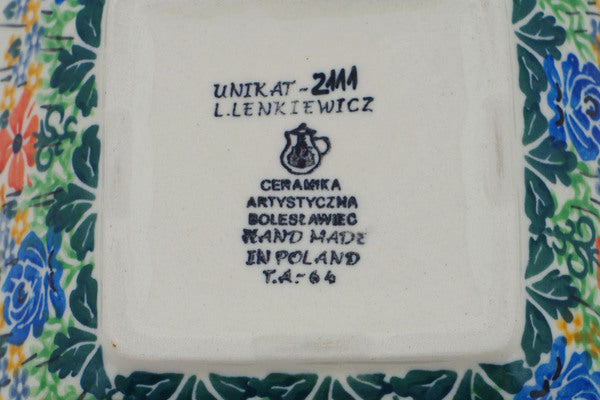 UNIKAT-2111
L.LENKIEWICZ
CERAMIKA
ARTYSTYCZNA
BOLESŁAWIEC
HAND MADE
IN POLAND
T.A.-64